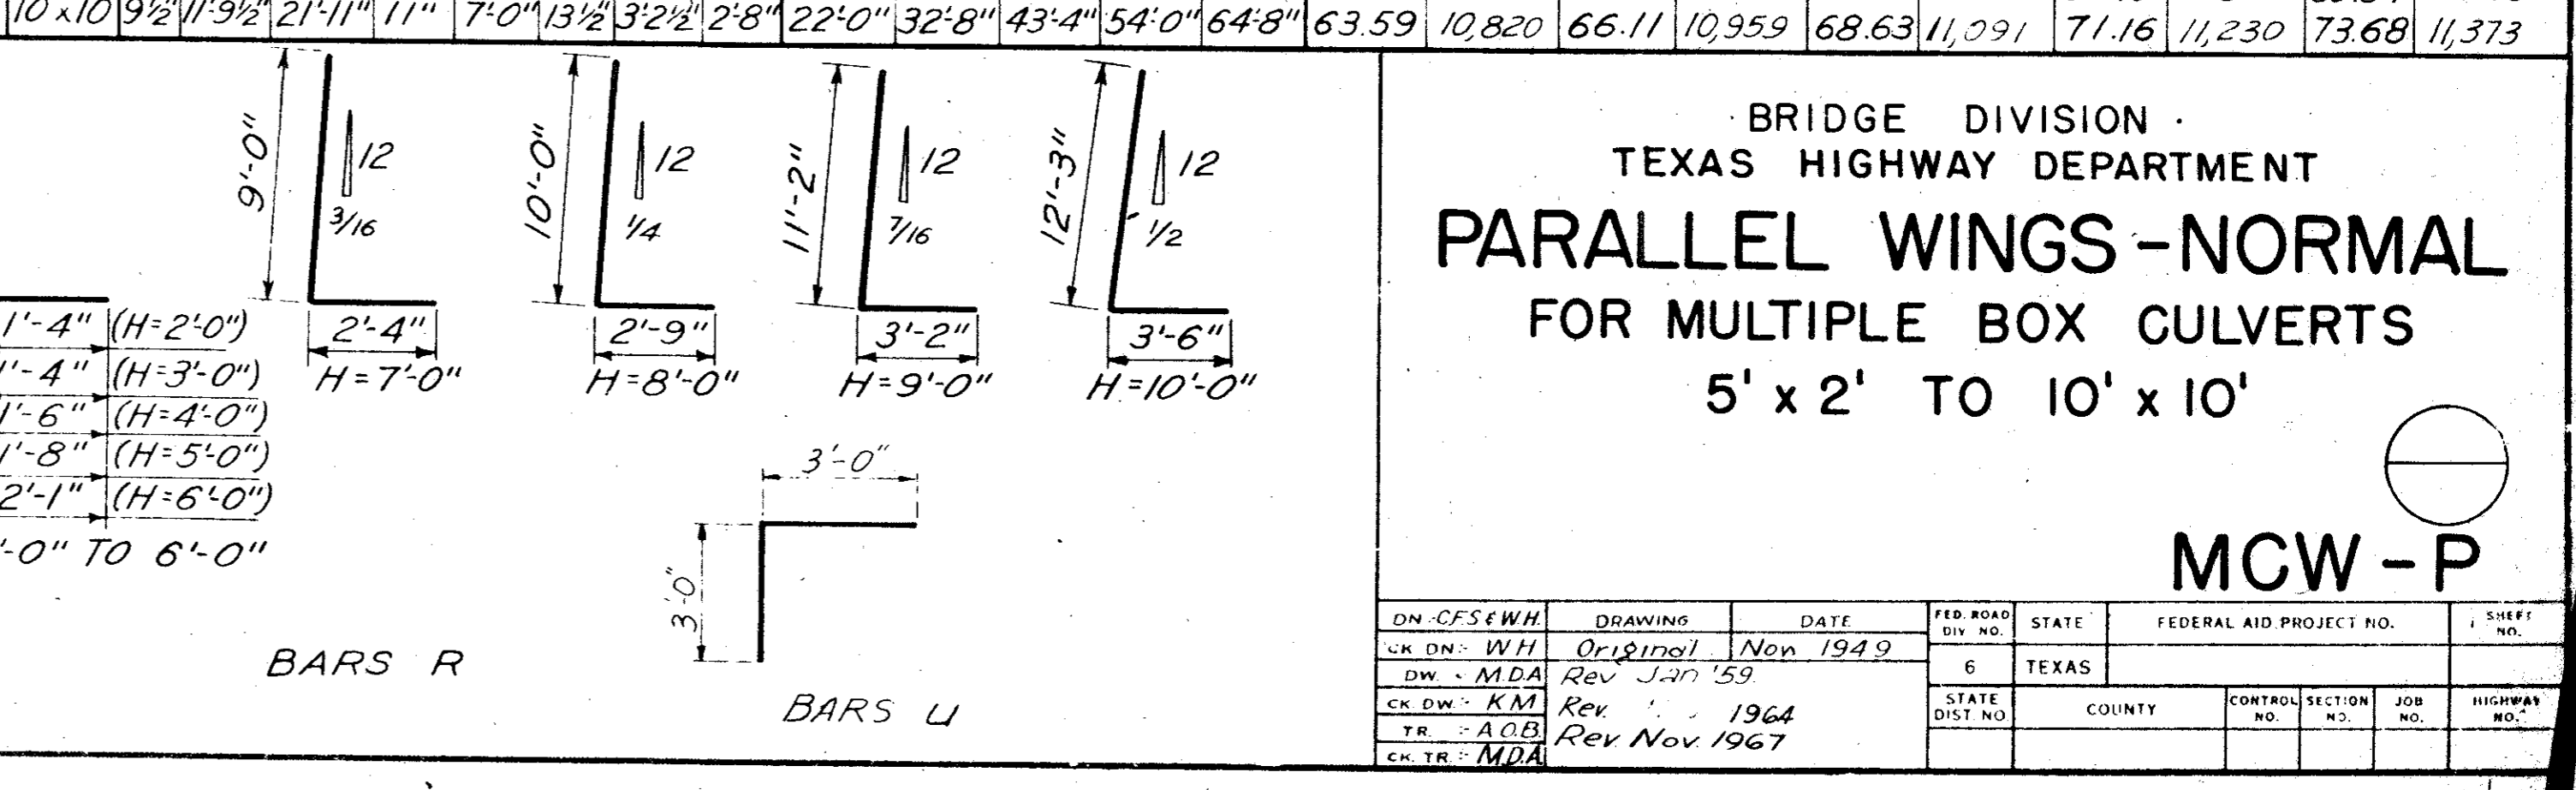 10 x 10 9½ 11'-9½" 21'-11" 11" 7'-0" 13½ 3'2½" 2'-8" 22'-0" 32'-8" 43'-4" 54'-0" 64'-8" 63.59 10,820 66.11 10,959 68.63 11,091 71.16 11,230 73.68 11,373
9'-0" 12 3/16 2'-4" H=7'-0"
10'-0" 12 1/4 2'-9" H=8'-0"
11'-2" 12 7/16 3'-2" H=9'-0"
12'-3" 12 1/2 3'-6" H=10'-0"
1'-4" (H=2'-0")
1'-4" (H=3'-0")
1'-6" (H=4'-0")
1'-8" (H=5'-0")
2'-1" (H=6'-0")
'-0" TO 6'-0"
BARS R
3'-0"
3'-0"
BARS U
BRIDGE DIVISION
TEXAS HIGHWAY DEPARTMENT
PARALLEL WINGS - NORMAL
FOR MULTIPLE BOX CULVERTS
5' x 2' TO 10' x 10'
MCW - P
DN - C.F.S & W.H. DRAWING DATE
CK DN:- WH Original Nov 1949
DW. - M.D.A Rev Jan '59
CK. DW.- KM Rev. 1964
TR. :- A.O.B. Rev. Nov. 1967
CK. TR.:- M.D.A
FED. ROAD DIV NO. STATE FEDERAL AID PROJECT NO. SHEET NO.
6 TEXAS
STATE DIST. NO. COUNTY CONTROL NO. SECTION NO. JOB NO. HIGHWAY NO.